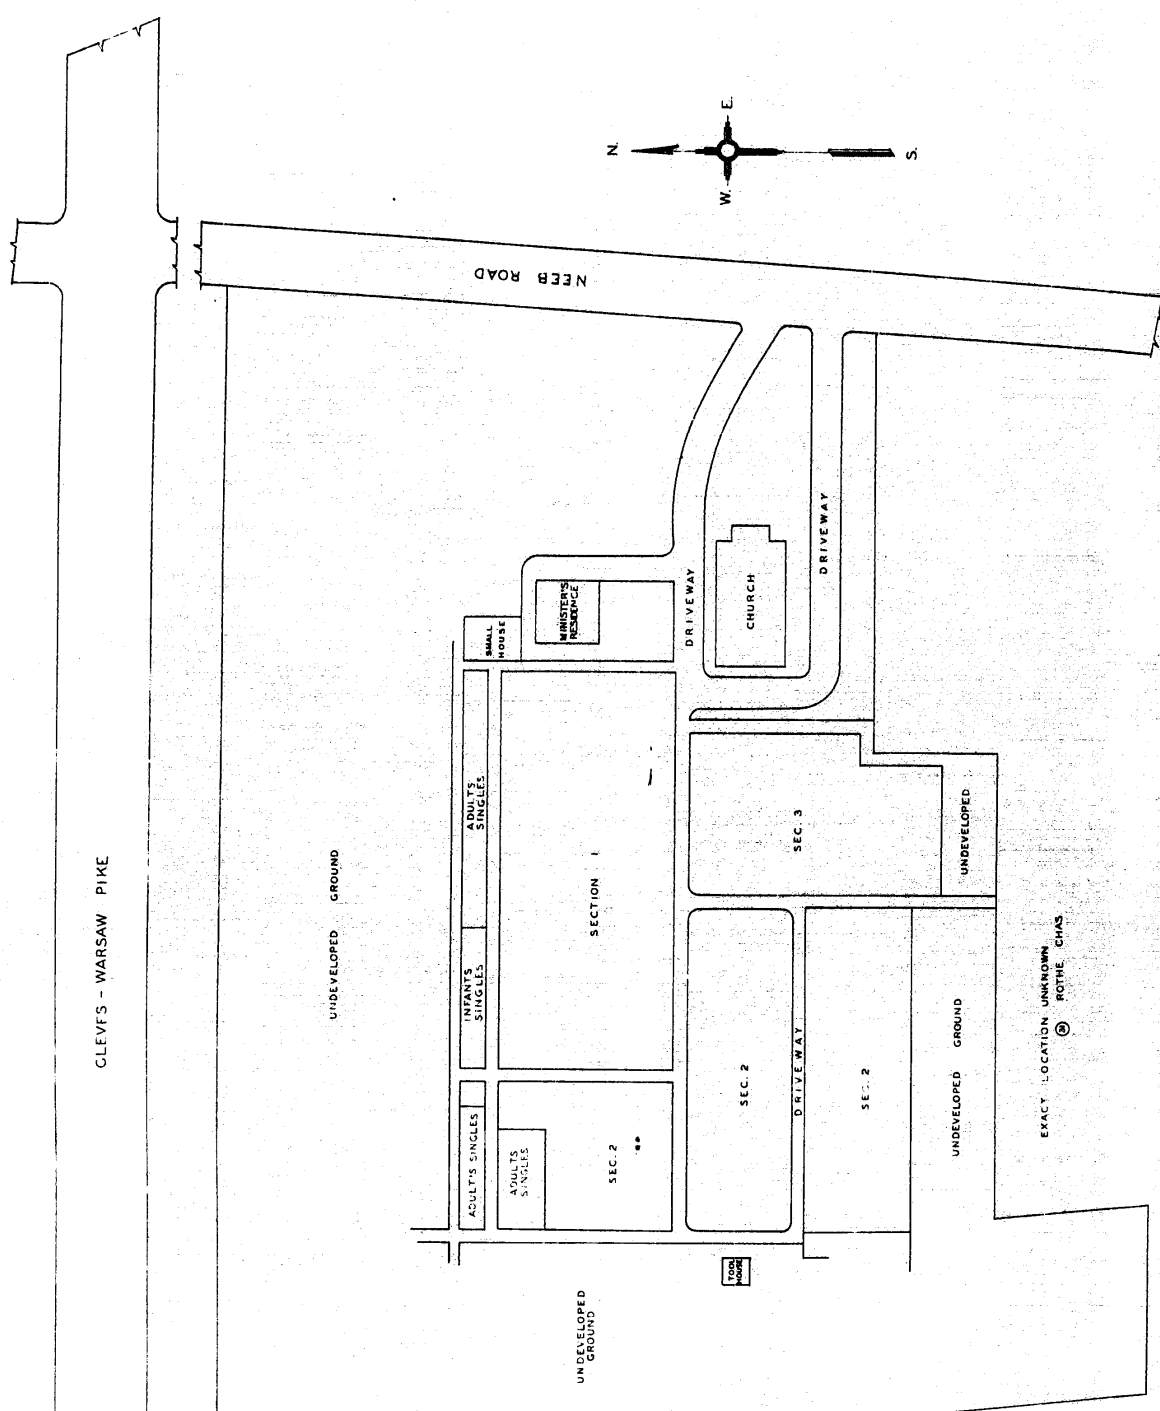 N.
E.
W.
S.
NEEB ROAD
CLEVES - WARSAW PIKE
UNDEVELOPED GROUND
SMALL
HOUSE
MINISTER'S
RESIDENCE
DRIVEWAY
CHURCH
DRIVEWAY
ADULTS
SINGLES
INFANTS
SINGLES
SECTION 1
SEC. 3
UNDEVELOPED
ADULT'S SINGLES
ADULTS
SINGLES
SEC. 2
SEC. 2
DRIVEWAY
SEC. 2
UNDEVELOPED GROUND
EXACT LOCATION UNKNOWN
ROTHE CHAS
TOOL
HOUSE
UNDEVELOPED
GROUND